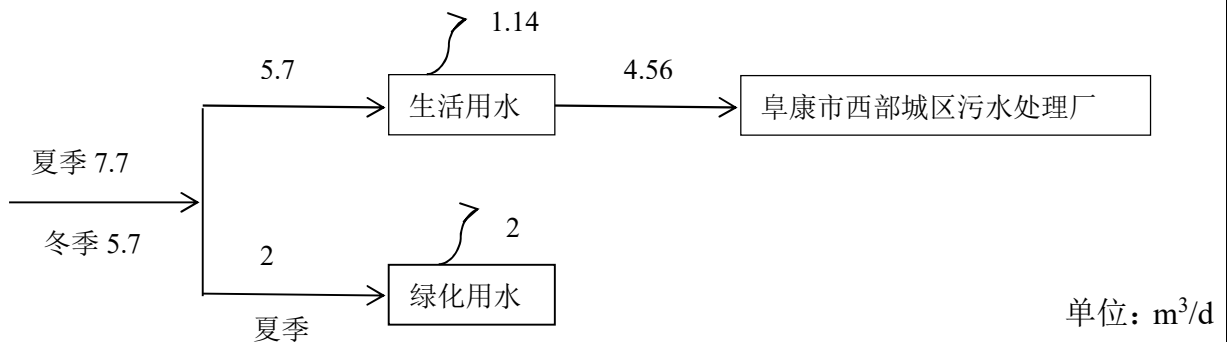 1.14
5.7
4.56
生活用水
阜康市西部城区污水处理厂
夏季 7.7
冬季 5.7
2
2
绿化用水
夏季
单位：m³/d